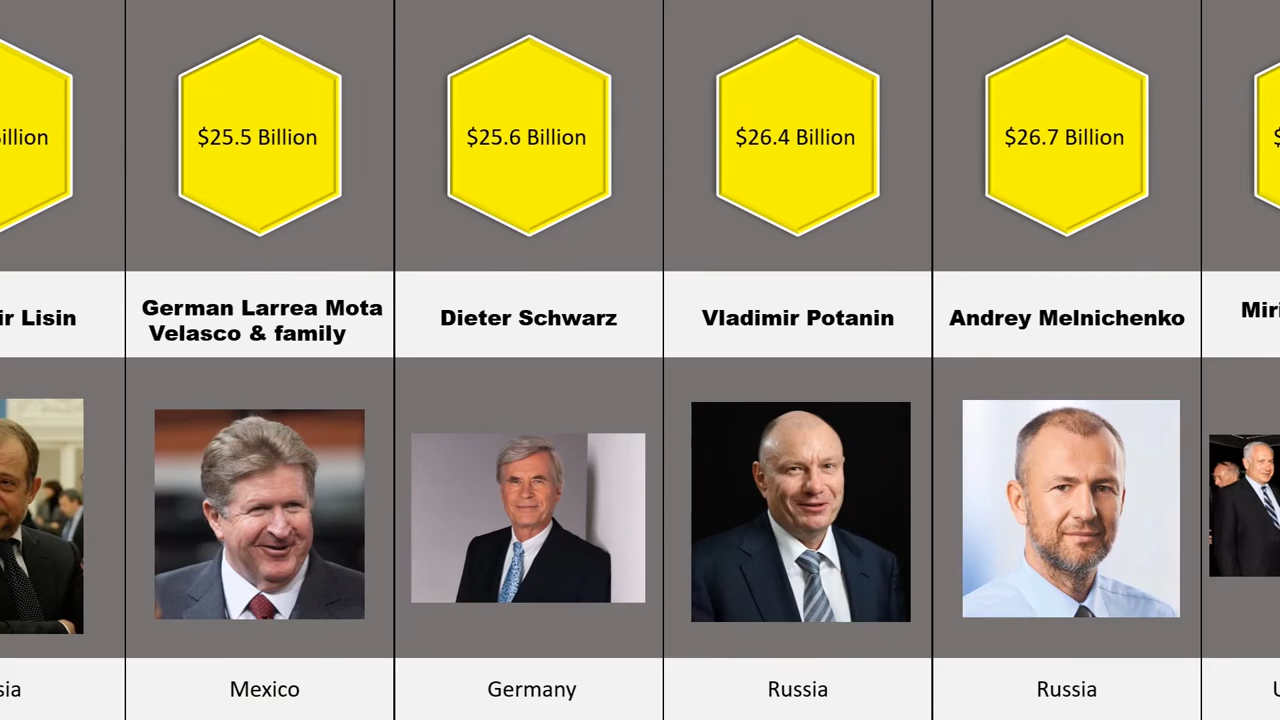 $25.5 Billion
$25.6 Billion
$26.4 Billion
$26.7 Billion
Lisin
German Larrea Mota
Velasco & family
Dieter Schwarz
Vladimir Potanin
Andrey Melnichenko
Mexico
Germany
Russia
Russia